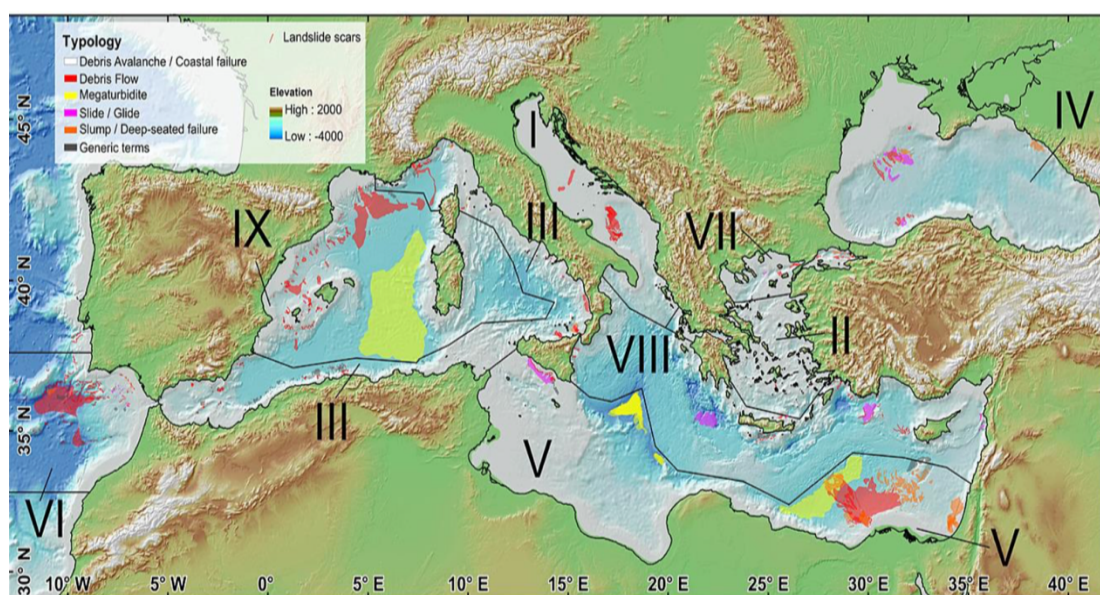 Typology
Debris Avalanche / Coastal failure
Debris Flow
Megaturbidite
Slide / Glide
Slump / Deep-seated failure
Generic terms
Landslide scars
Elevation
High : 2000
Low : -4000
I
IV
III
IX
VII
VIII
II
III
V
VI
V
45° N
40° N
35° N
30° N
10° W
5° W
0°
5° E
10° E
15° E
20° E
25° E
30° E
35° E
40° E